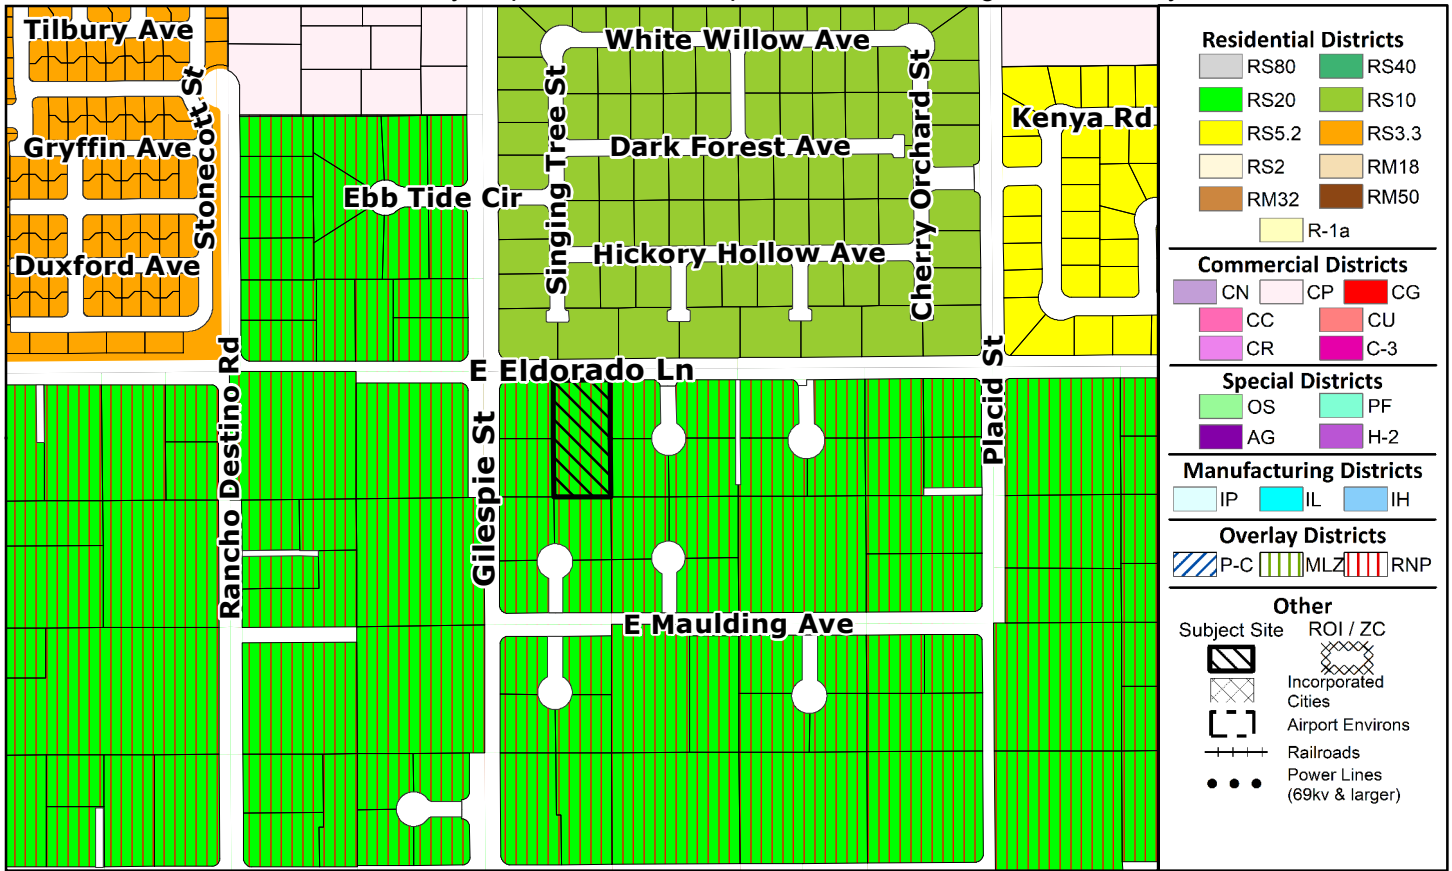 Tilbury Ave
White Willow Ave
Stonecott St
Singing Tree St
Cherry Orchard St
Kenya Rd
Gryffin Ave
Dark Forest Ave
Ebb Tide Cir
Duxford Ave
Hickory Hollow Ave
Rancho Destino Rd
E Eldorado Ln
Placid St
Gilespie St
E Maulding Ave
Residential Districts
RS80 RS40
RS20 RS10
RS5.2 RS3.3
RS2 RM18
RM32 RM50
R-1a
Commercial Districts
CN CP CG
CC CU
CR C-3
Special Districts
OS PF
AG H-2
Manufacturing Districts
IP IL IH
Overlay Districts
P-C MLZ RNP
Other
Subject Site ROI / ZC
Incorporated
Cities
Airport Environs
Railroads
Power Lines
(69kv & larger)